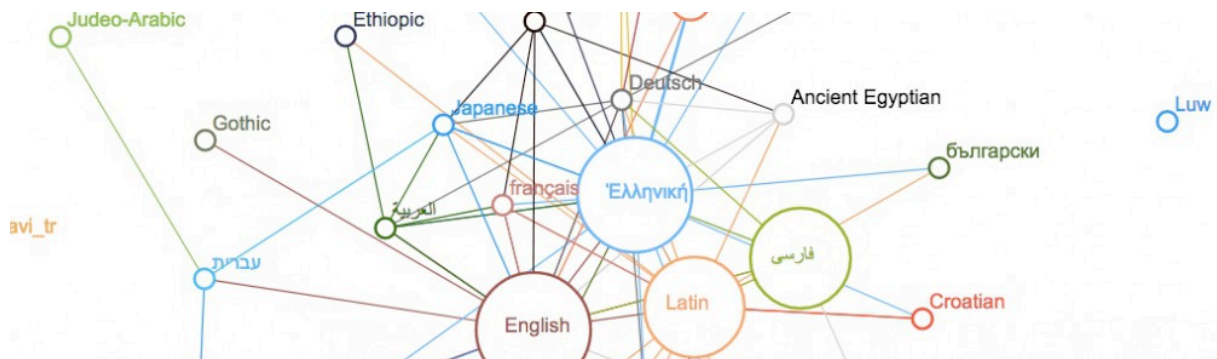 Judeo-Arabic
Ethiopic
Deutsch
Japanese
Ancient Egyptian
Luw
Gothic
български
français
Ἑλληνική
العربية
avi_tr
עברית
فارسی
Latin
Croatian
English